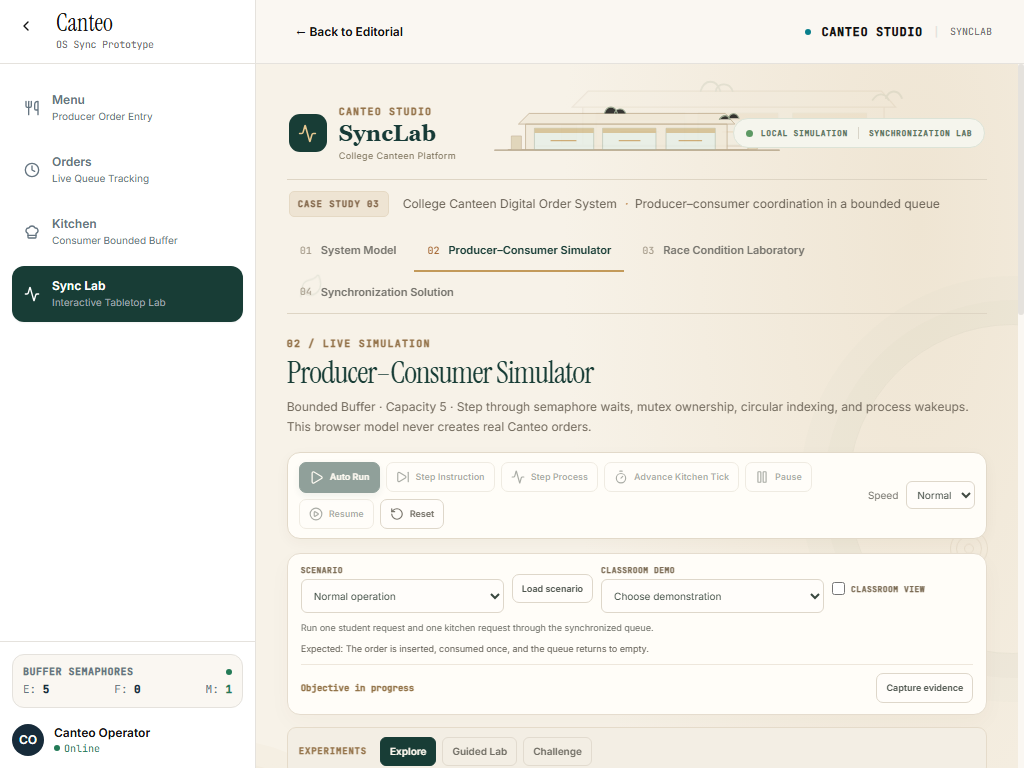 Canteo
OS Sync Prototype
Menu
Producer Order Entry
Orders
Live Queue Tracking
Kitchen
Consumer Bounded Buffer
Sync Lab
Interactive Tabletop Lab
BUFFER SEMAPHORES
E: 5 F: 0 M: 1
CO
Canteo Operator
Online
← Back to Editorial
CANTEO STUDIO
SYNCLAB
CANTEO STUDIO
SyncLab
College Canteen Platform
LOCAL SIMULATION
SYNCHRONIZATION LAB
CASE STUDY 03
College Canteen Digital Order System · Producer–consumer coordination in a bounded queue
01 System Model
02 Producer–Consumer Simulator
03 Race Condition Laboratory
04 Synchronization Solution
02 / LIVE SIMULATION
Producer–Consumer Simulator
Bounded Buffer · Capacity 5 · Step through semaphore waits, mutex ownership, circular indexing, and process wakeups.
This browser model never creates real Canteo orders.
Auto Run
Step Instruction
Step Process
Advance Kitchen Tick
Pause
Resume
Reset
Speed
Normal
SCENARIO
Normal operation
Load scenario
CLASSROOM DEMO
Choose demonstration
CLASSROOM VIEW
Run one student request and one kitchen request through the synchronized queue.
Expected: The order is inserted, consumed once, and the queue returns to empty.
Objective in progress
Capture evidence
EXPERIMENTS
Explore
Guided Lab
Challenge